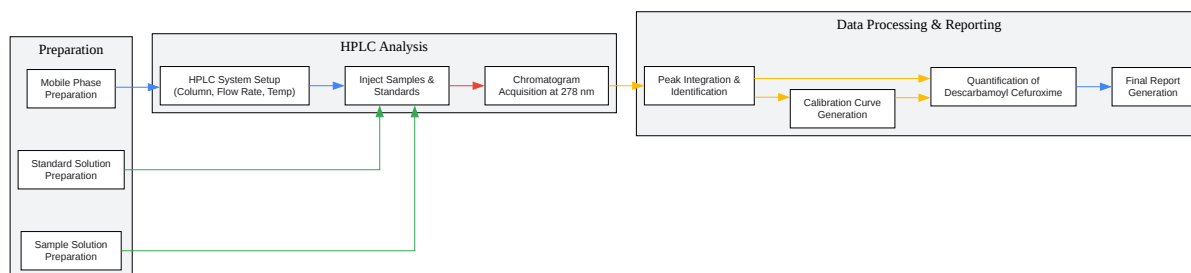 Preparation
Mobile Phase
Preparation
Standard Solution
Preparation
Sample Solution
Preparation
HPLC Analysis
HPLC System Setup
(Column, Flow Rate, Temp)
Inject Samples &
Standards
Chromatogram
Acquisition at 278 nm
Data Processing & Reporting
Peak Integration &
Identification
Calibration Curve
Generation
Quantification of
Descarbamoyl Cefuroxime
Final Report
Generation